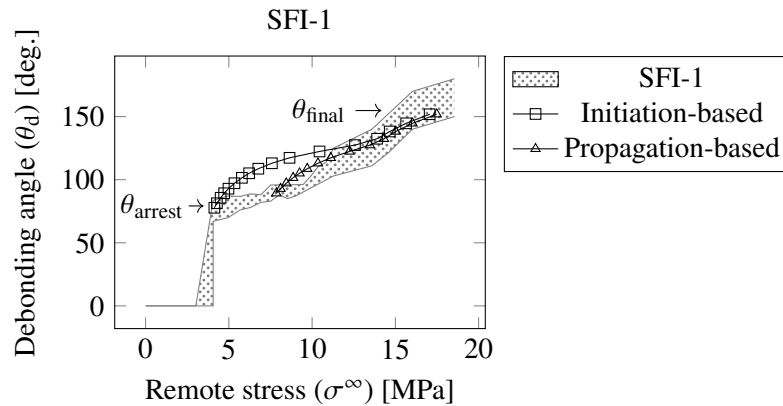 SFI-1
Debonding angle (θd) [deg.]
150
100
50
0
θfinal
θarrest
0 5 10 15 20
Remote stress (σ∞) [MPa]
SFI-1
Initiation-based
Propagation-based